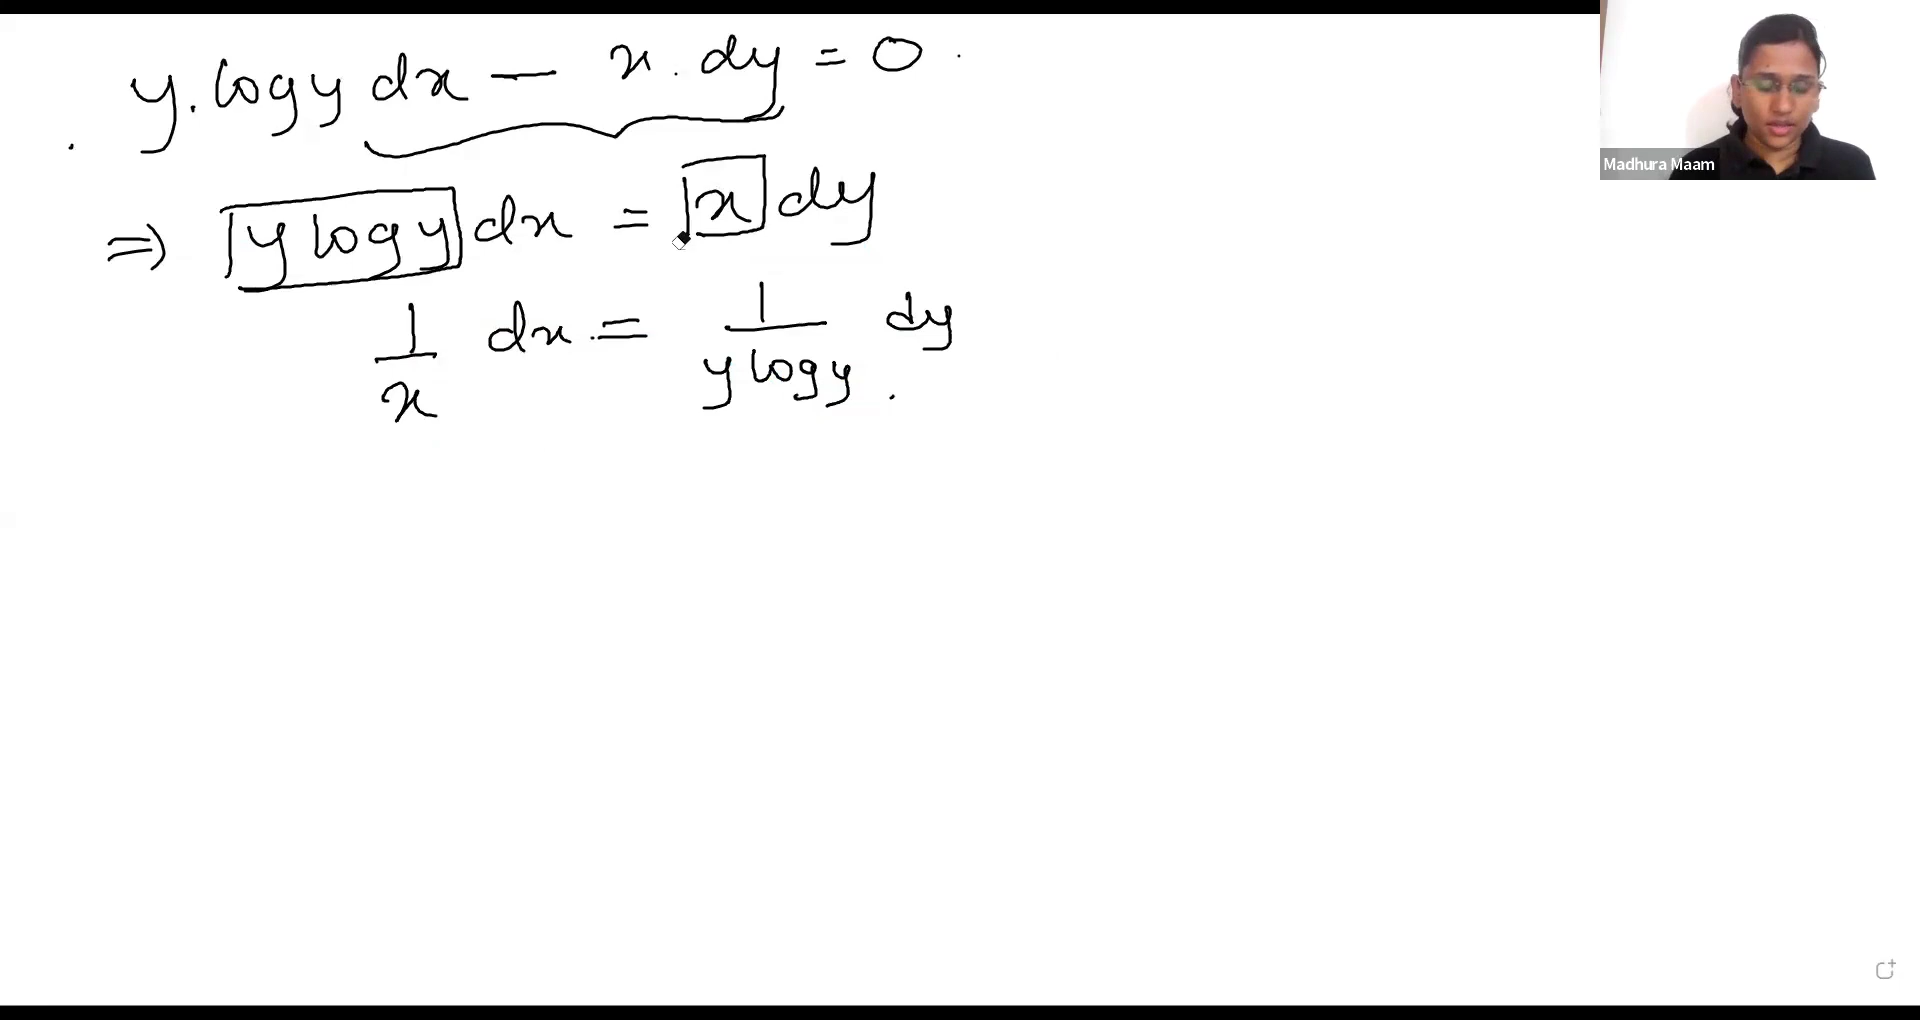 y. log y dx — x. dy = 0.
⇒ y log y dx = x dy
1/x dx = 1/(y log y) dy
Madhura Maam